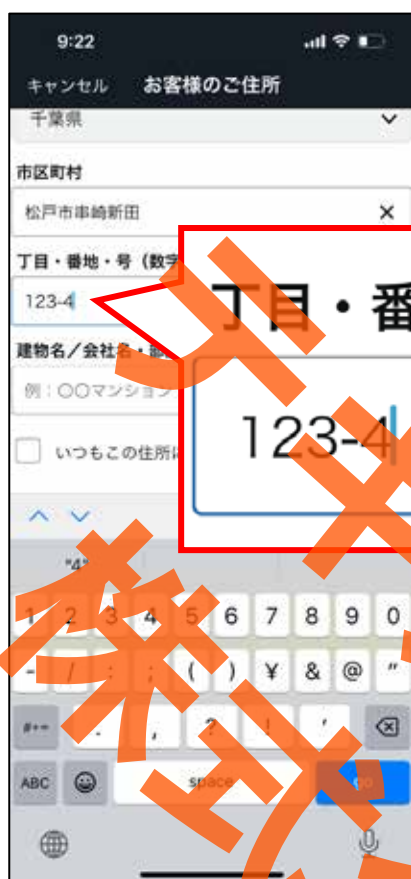 9:22
キャンセル お客様のご住所
千葉県
市区町村
松戸市串崎新田
丁目・番地・号（数字
123-4
丁目・番
123-4
建物名／会社名・部
例：〇〇マンション
いつもこの住所に
"4"
1 2 3 4 5 6 7 8 9 0
- / : ; ( ) ¥ & @ "
#+= . , ? ! ' 
ABC space go
株式